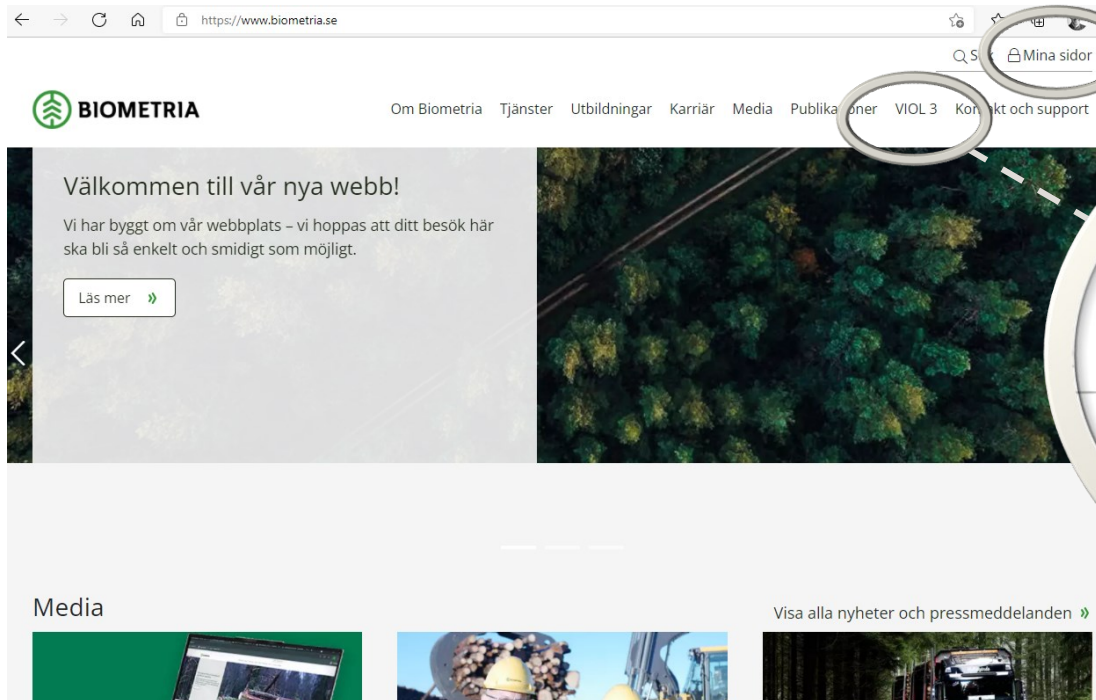 https://www.biometria.se
Mina sidor
BIOMETRIA
Om Biometria Tjänster Utbildningar Karriär Media VIOL 3 och support
Välkommen till vår nya webb!
Vi har byggt om vår webbplats – vi hoppas att ditt besök här
ska bli så enkelt och smidigt som möjligt.
Läs mer
Media
Visa alla nyheter och pressmeddelanden